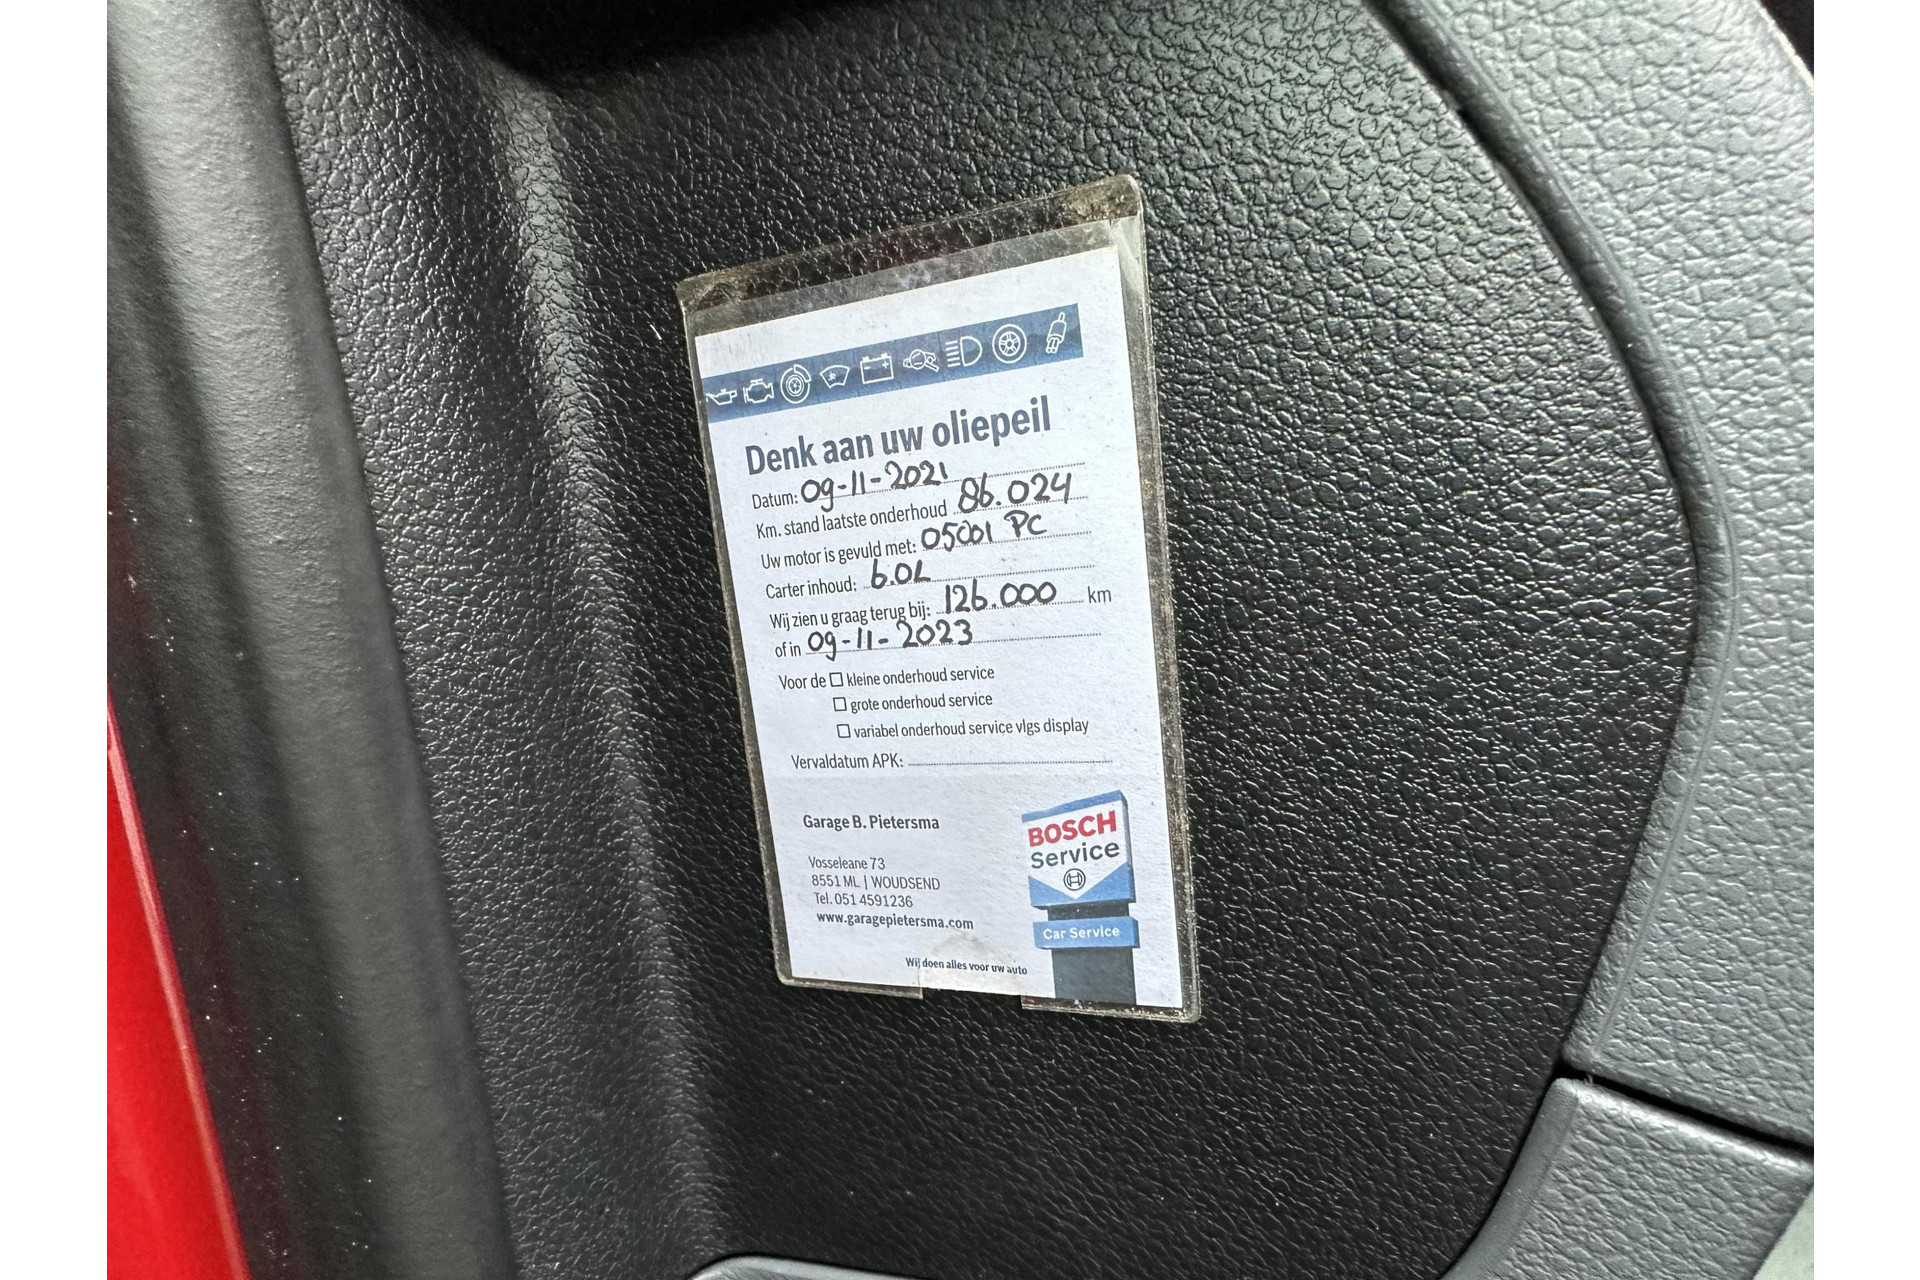 Denk aan uw oliepeil
Datum: 09-11-2021
Km. stand laatste onderhoud 86.024
Uw motor is gevuld met: 05W01 PC
Carter inhoud: 6.0L
Wij zien u graag terug bij: 126.000 km
of in 09-11-2023
Voor de kleine onderhoud service
grote onderhoud service
variabel onderhoud service vlgs display
Vervaldatum APK:
Garage B. Pietersma
Vosseleane 73
8551 ML | WOUDSEND
Tel. 051 4591236
www.garagepietersma.com
BOSCH
Service
Car Service
Wij doen alles voor uw auto